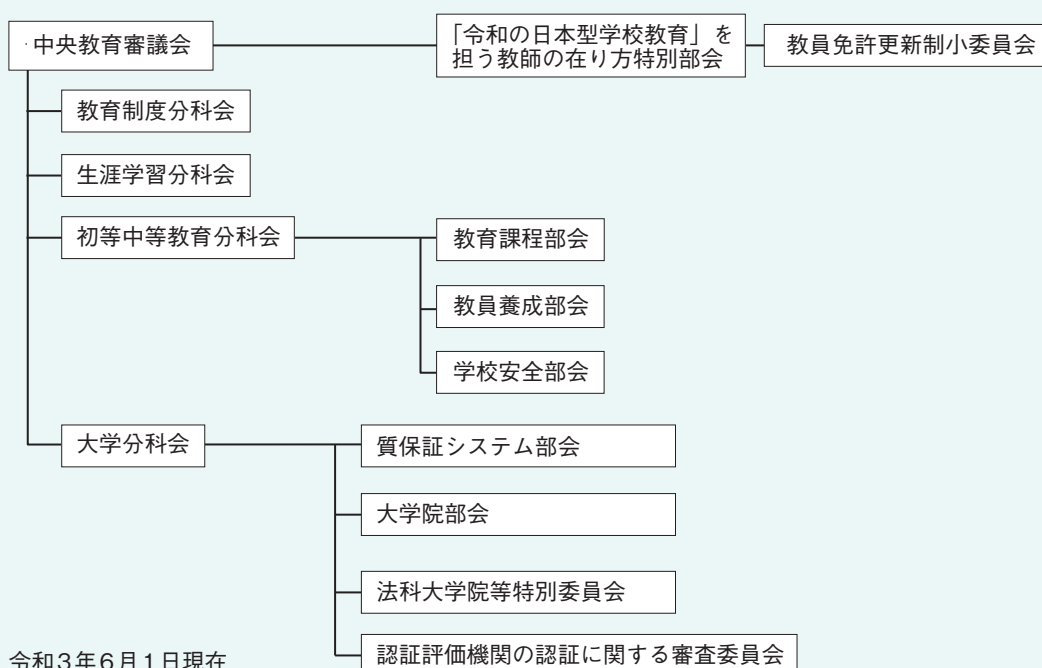 中央教育審議会
「令和の日本型学校教育」を
担う教師の在り方特別部会
教員免許更新制小委員会
教育制度分科会
生涯学習分科会
初等中等教育分科会
教育課程部会
教員養成部会
学校安全部会
大学分科会
質保証システム部会
大学院部会
法科大学院等特別委員会
認証評価機関の認証に関する審査委員会
令和3年6月1日現在